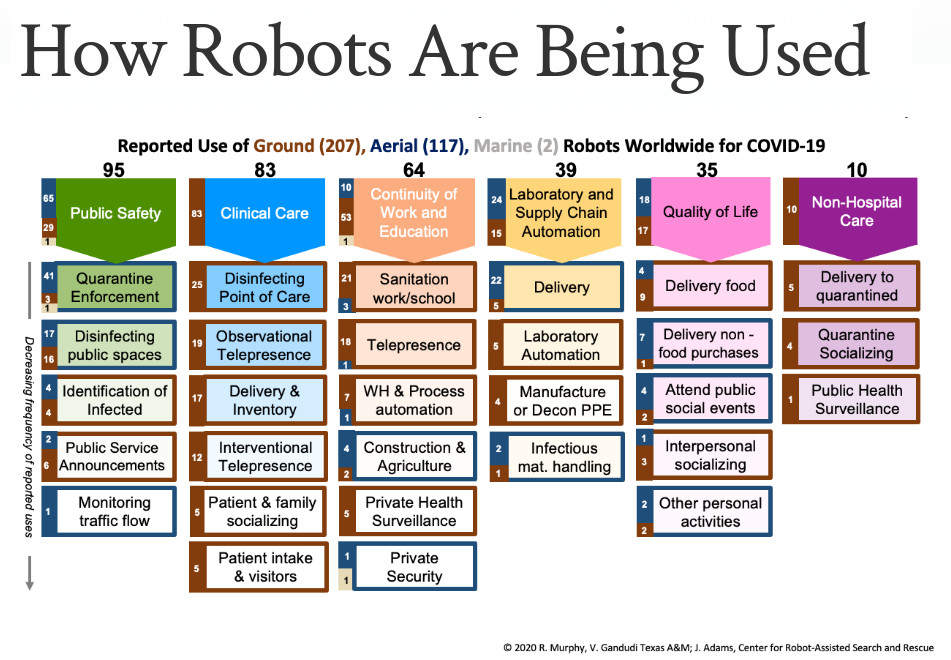 How Robots Are Being Used
Reported Use of Ground (207), Aerial (117), Marine (2) Robots Worldwide for COVID-19
95
65
29
1
Public Safety
41
3
1
Quarantine
Enforcement
17
16
Disinfecting
public spaces
4
4
Identification of
Infected
2
6
Public Service
Announcements
1
Monitoring
traffic flow
83
83
Clinical Care
25
Disinfecting
Point of Care
19
Observational
Telepresence
17
Delivery &
Inventory
12
Interventional
Telepresence
5
Patient & family
socializing
5
Patient intake
& visitors
64
10
53
1
Continuity of
Work and
Education
21
3
Sanitation
work/school
18
1
Telepresence
7
1
WH & Process
automation
4
2
Construction &
Agriculture
5
Private Health
Surveillance
1
1
Private
Security
39
24
15
Laboratory and
Supply Chain
Automation
22
5
Delivery
5
Laboratory
Automation
4
Manufacture
or Decon PPE
2
1
Infectious
mat. handling
35
18
17
Quality of Life
4
9
Delivery food
7
1
Delivery non -
food purchases
4
2
Attend public
social events
1
3
Interpersonal
socializing
2
2
Other personal
activities
10
10
Non-Hospital
Care
5
Delivery to
quarantined
4
Quarantine
Socializing
1
Public Health
Surveillance
Decreasing frequency of reported uses
© 2020 R. Murphy, V. Gandudi Texas A&M; J. Adams, Center for Robot-Assisted Search and Rescue